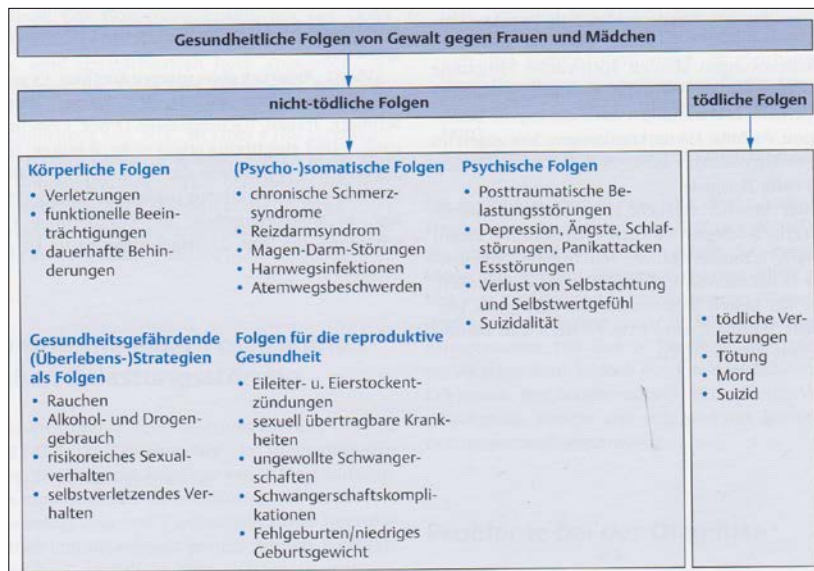 Gesundheitliche Folgen von Gewalt gegen Frauen und Mädchen
nicht-tödliche Folgen
tödliche Folgen
Körperliche Folgen
• Verletzungen
• funktionelle Beein-
trächtigungen
• dauerhafte Behin-
derungen
(Psycho-)somatische Folgen
• chronische Schmerz-
syndrome
• Reizdarmsyndrom
• Magen-Darm-Störungen
• Harnwegsinfektionen
• Atemwegsbeschwerden
Psychische Folgen
• Posttraumatische Be-
lastungsstörungen
• Depression, Ängste, Schlaf-
störungen, Panikattacken
• Essstörungen
• Verlust von Selbstachtung
und Selbstwertgefühl
• Suizidalität
Gesundheitsgefährdende
(Überlebens-)Strategien
als Folgen
• Rauchen
• Alkohol- und Drogen-
gebrauch
• risikoreiches Sexual-
verhalten
• selbstverletzendes Ver-
halten
Folgen für die reproduktive
Gesundheit
• Eileiter- u. Eierstockent-
zündungen
• sexuell übertragbare Krank-
heiten
• ungewollte Schwanger-
schaften
• Schwangerschaftskompli-
kationen
• Fehlgeburten/niedriges
Geburtsgewicht
• tödliche Ver-
letzungen
• Tötung
• Mord
• Suizid